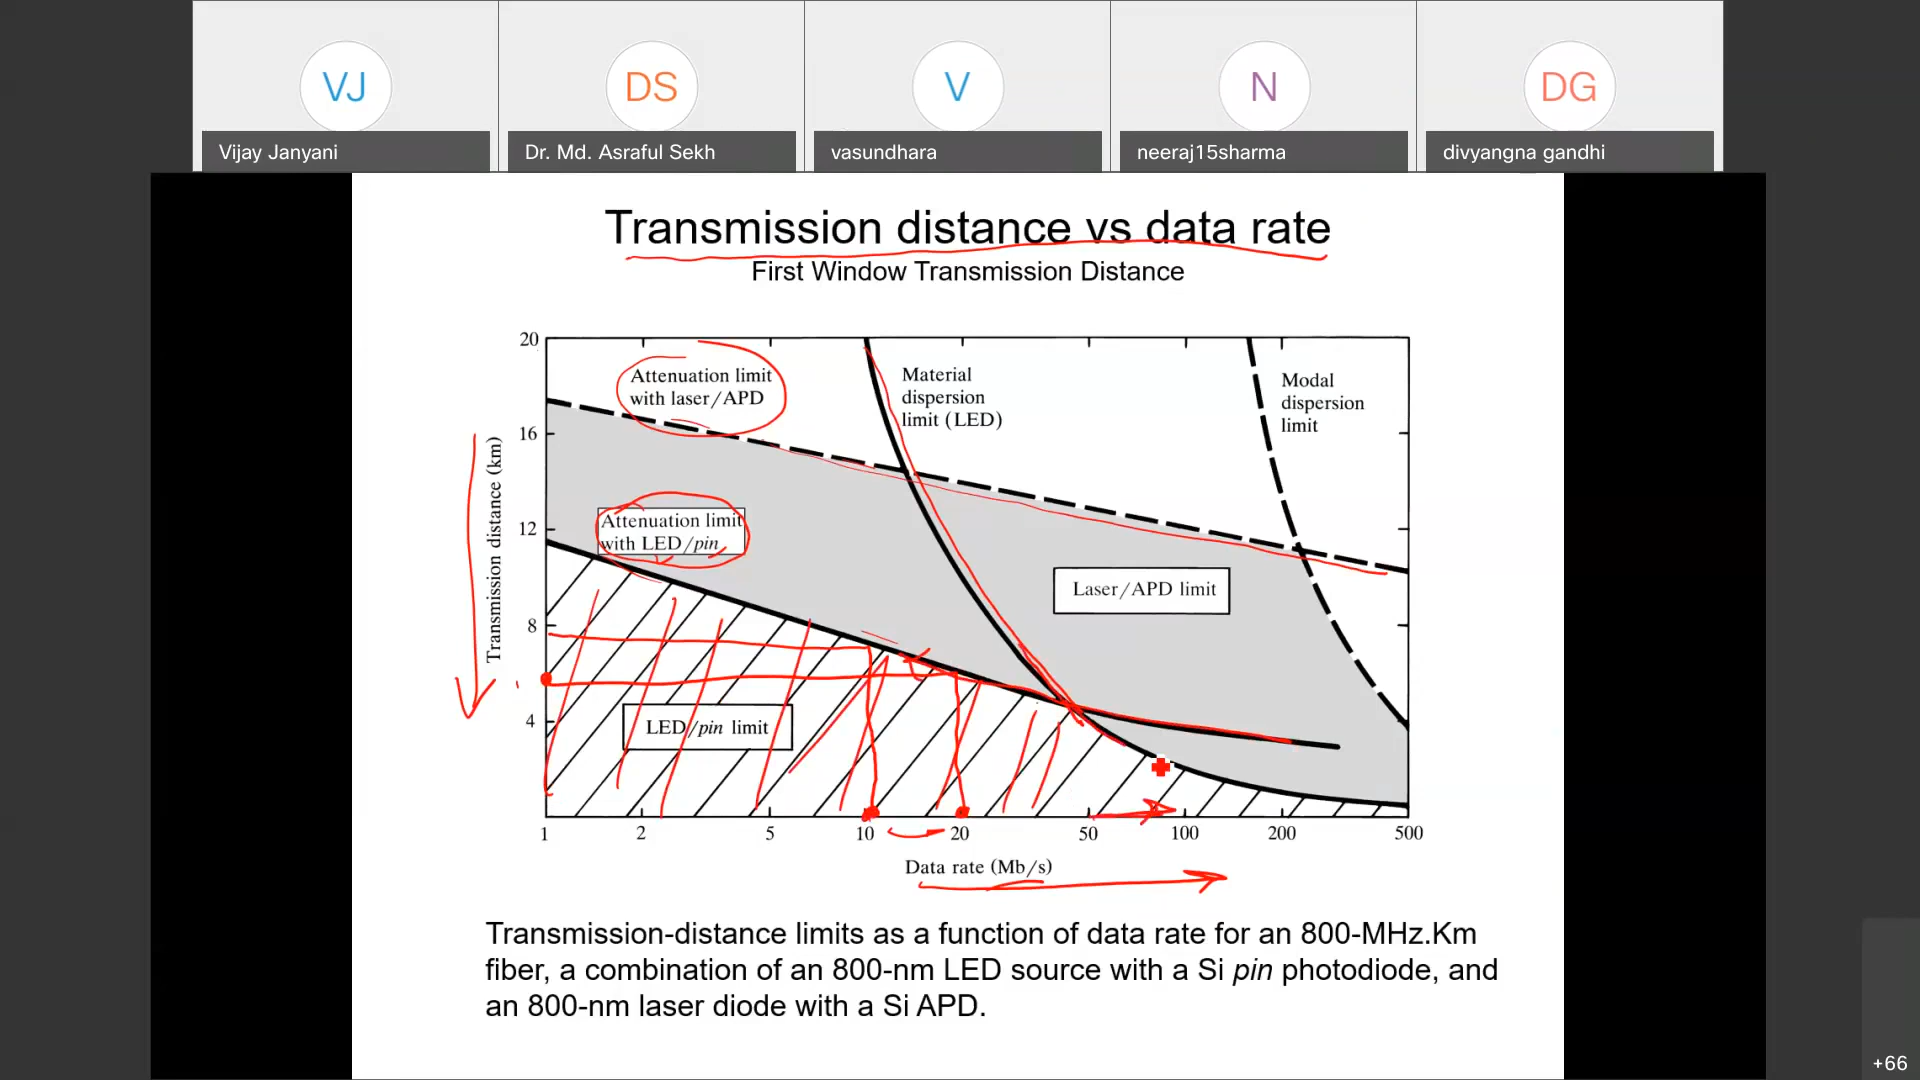 VJ
DS
V
N
DG
Vijay Janyani
Dr. Md. Asraful Sekh
vasundhara
neeraj15sharma
divyangna gandhi
Transmission distance vs data rate
First Window Transmission Distance
20
16
12
8
4
Transmission distance (km)
Attenuation limit
with laser/APD
Material
dispersion
limit (LED)
Modal
dispersion
limit
Attenuation limit
with LED/pin
Laser/APD limit
LED/pin limit
1
2
5
10
20
50
100
200
500
Data rate (Mb/s)
Transmission-distance limits as a function of data rate for an 800-MHz.Km
fiber, a combination of an 800-nm LED source with a Si pin photodiode, and
an 800-nm laser diode with a Si APD.
+66